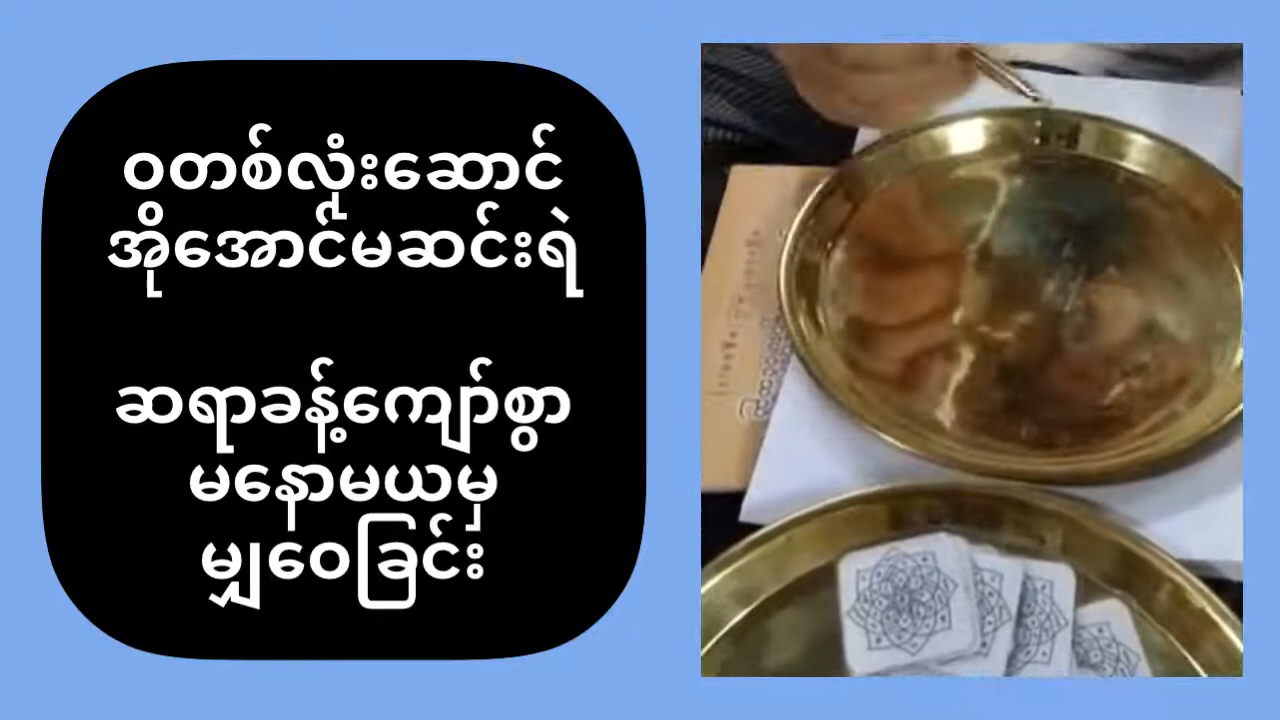 ဝတစ်လုံးဆောင်
အိုအောင်မဆင်းရဲ
ဆရာခန့်ကျော်စွာ
မနောမယမှ
မျှဝေခြင်း